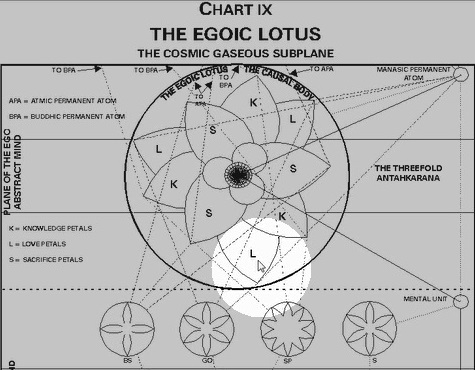 CHART IX
THE EGOIC LOTUS
THE COSMIC GASEOUS SUBPLANE
TO BPA
TO BPA
TO BPA
TO APA
MANASIC PERMANENT
ATOM
THE EGOIC LOTUS
THE CAUSAL BODY
TO
APA
APA = ATMIC PERMANENT ATOM
BPA = BUDDHIC PERMANENT ATOM
K
L
S
L
S
K
S
K
L
PLANE OF THE EGO
ABSTRACT MIND
THE THREEFOLD
ANTAHKARANA
K = KNOWLEDGE PETALS
L = LOVE PETALS
S = SACRIFICE PETALS
MENTAL UNIT
BS
GD
SF
S